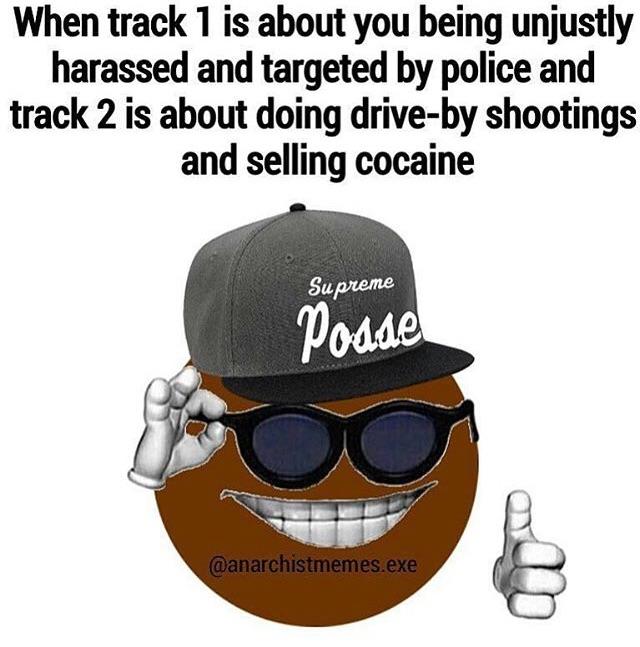 When track 1 is about you being unjustly
harassed and targeted by police and
track 2 is about doing drive-by shootings
and selling cocaine
Supreme
Posse
@anarchistmemes.exe